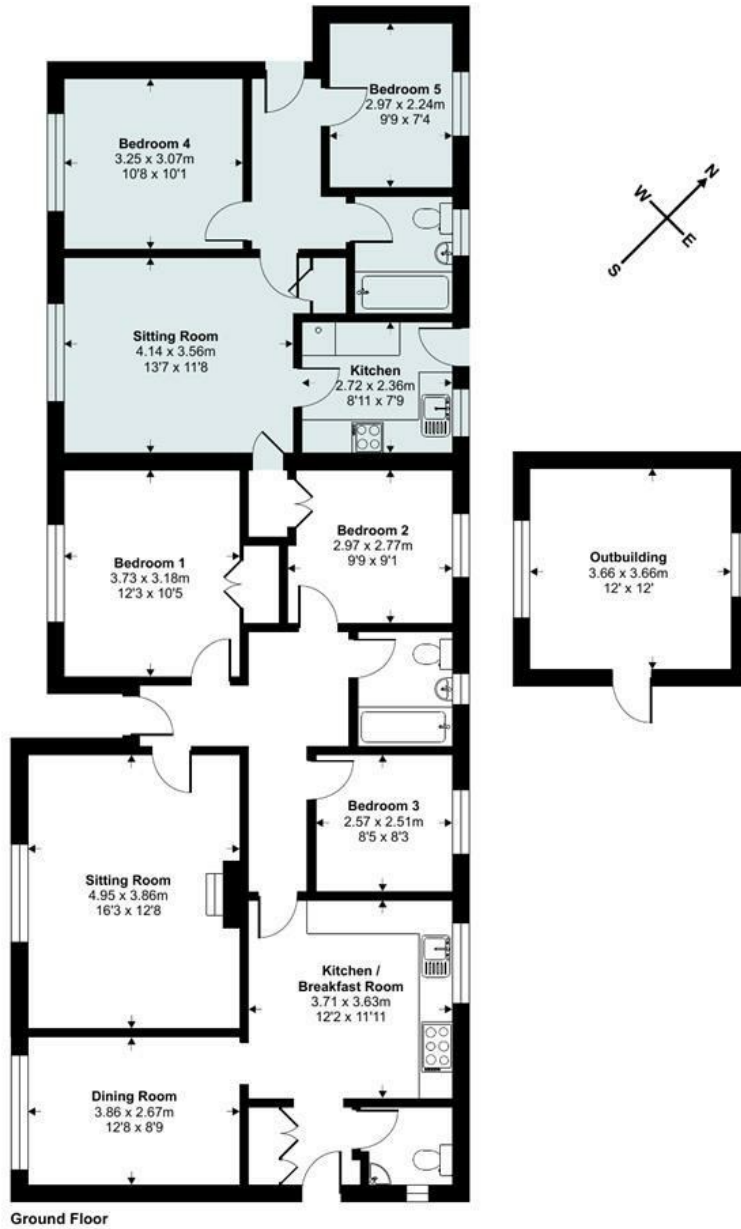 Bedroom 5
2.97 x 2.24m
9'9 x 7'4
Bedroom 4
3.25 x 3.07m
10'8 x 10'1
N
W
E
S
Sitting Room
4.14 x 3.56m
13'7 x 11'8
Kitchen
2.72 x 2.36m
8'11 x 7'9
Bedroom 1
3.73 x 3.18m
12'3 x 10'5
Bedroom 2
2.97 x 2.77m
9'9 x 9'1
Outbuilding
3.66 x 3.66m
12' x 12'
Bedroom 3
2.57 x 2.51m
8'5 x 8'3
Sitting Room
4.95 x 3.86m
16'3 x 12'8
Kitchen /
Breakfast Room
3.71 x 3.63m
12'2 x 11'11
Dining Room
3.86 x 2.67m
12'8 x 8'9
Ground Floor